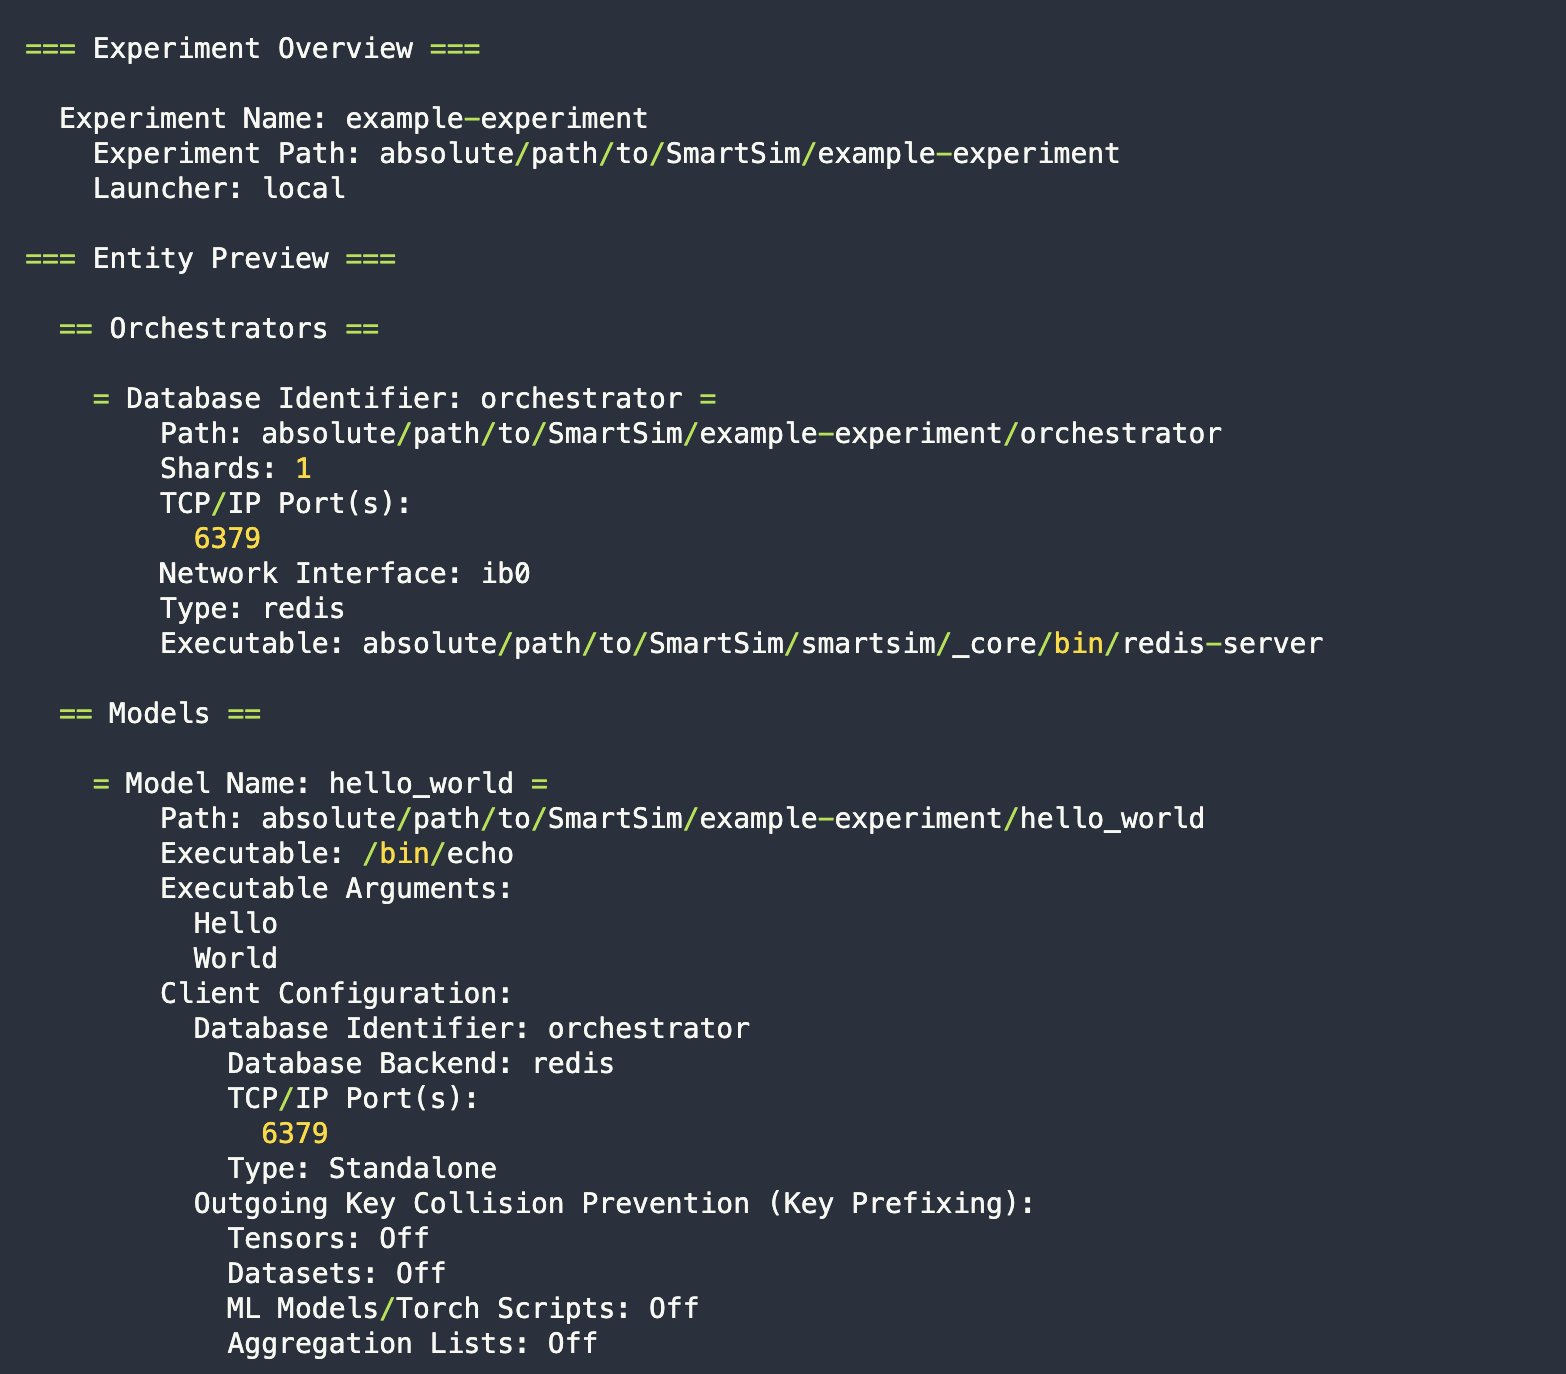 === Experiment Overview ===
Experiment Name: example-experiment
Experiment Path: absolute/path/to/SmartSim/example-experiment
Launcher: local
=== Entity Preview ===
== Orchestrators ==
= Database Identifier: orchestrator =
Path: absolute/path/to/SmartSim/example-experiment/orchestrator
Shards: 1
TCP/IP Port(s):
6379
Network Interface: ib0
Type: redis
Executable: absolute/path/to/SmartSim/smartsim/_core/bin/redis-server
== Models ==
= Model Name: hello_world =
Path: absolute/path/to/SmartSim/example-experiment/hello_world
Executable: /bin/echo
Executable Arguments:
Hello
World
Client Configuration:
Database Identifier: orchestrator
Database Backend: redis
TCP/IP Port(s):
6379
Type: Standalone
Outgoing Key Collision Prevention (Key Prefixing):
Tensors: Off
Datasets: Off
ML Models/Torch Scripts: Off
Aggregation Lists: Off